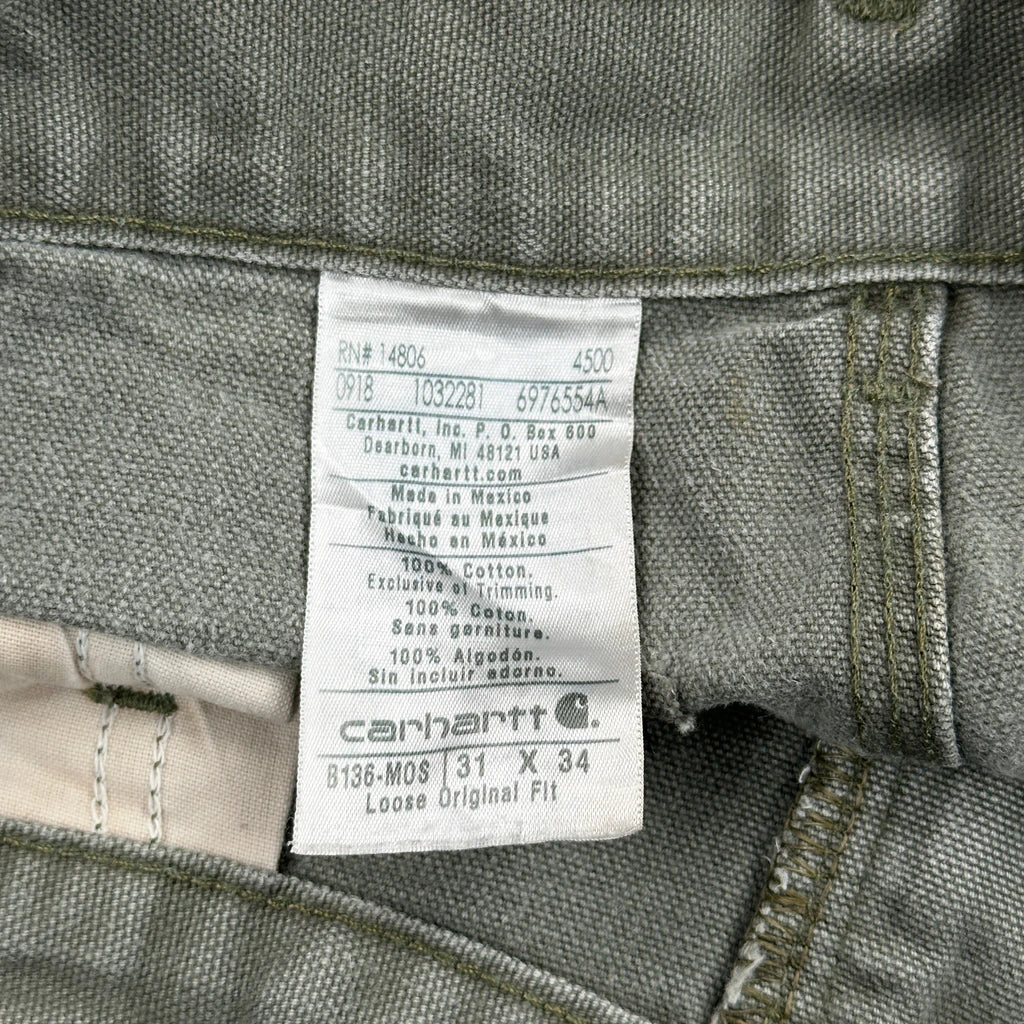 RN# 14806 4500
0918 1032281 6976554A
Carhartt, Inc. P. O. Box 600
Dearborn, MI 48121 USA
carhartt.com
Made in Mexico
Fabriqué au Mexique
Hecho en México
100% Cotton.
Exclusive of Trimming.
100% Coton.
Sans garniture.
100% Algodón.
Sin incluir adorno.
carhartt
B136-MOS 31 X 34
Loose Original Fit